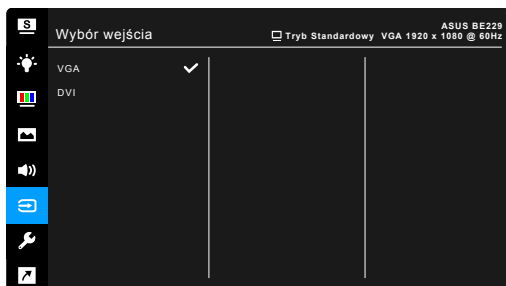 S
ASUS BE229
Wybór wejścia
Tryb Standardowy VGA 1920 x 1080 @ 60Hz
VGA
DVI